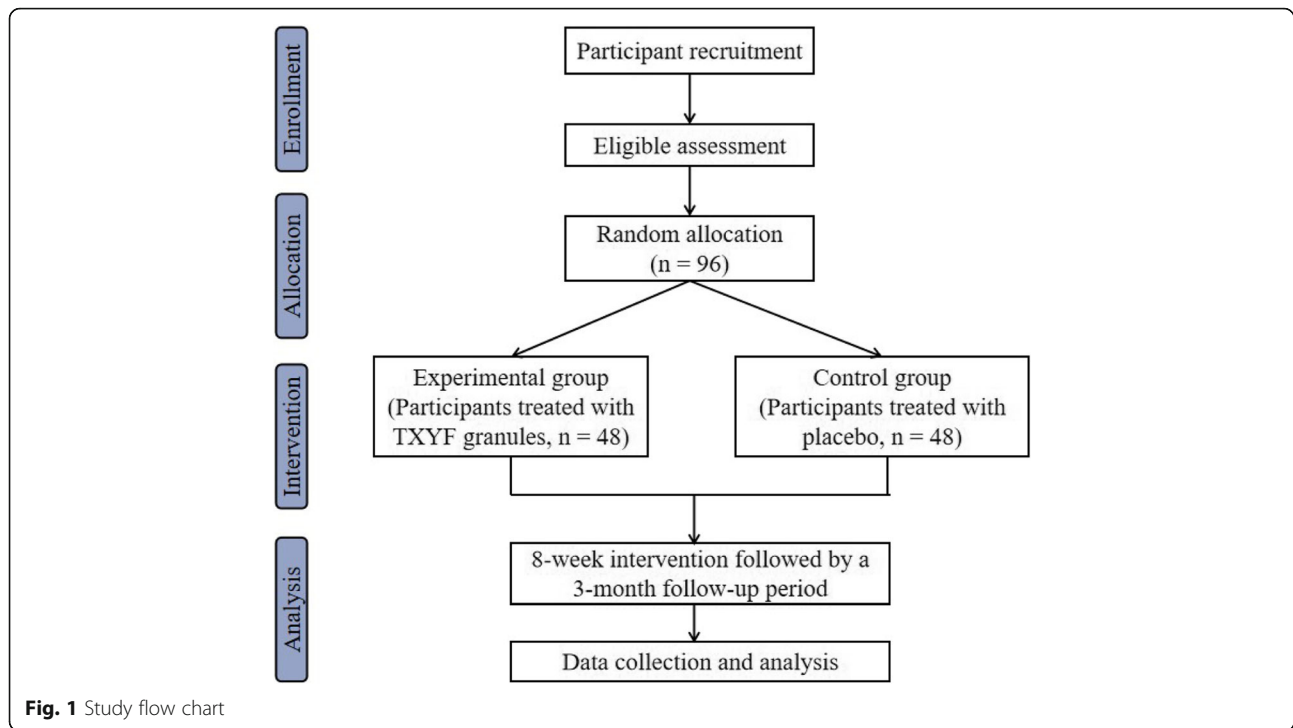 Enrollment
Participant recruitment
Eligible assessment
Allocation
Random allocation
(n = 96)
Intervention
Experimental group
(Participants treated with
TXYF granules, n = 48)
Control group
(Participants treated with
placebo, n = 48)
Analysis
8-week intervention followed by a
3-month follow-up period
Data collection and analysis
Fig. 1 Study flow chart